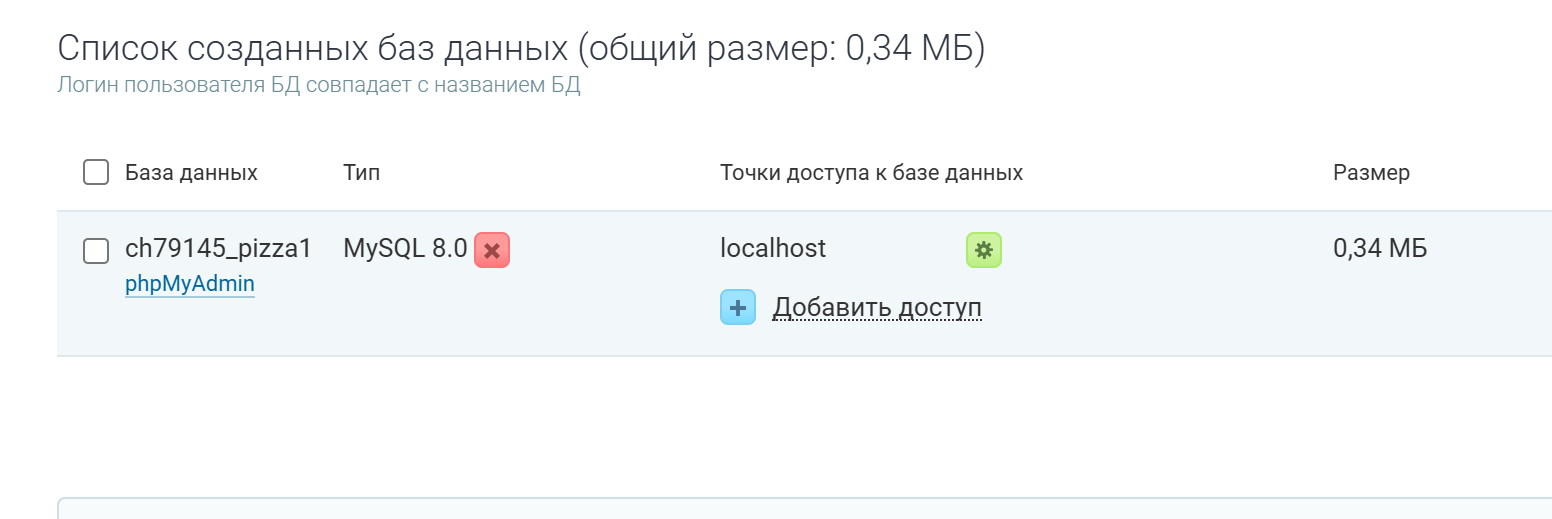 Список созданных баз данных (общий размер: 0,34 МБ)
Логин пользователя БД совпадает с названием БД
База данных Тип Точки доступа к базе данных Размер
ch79145_pizza1 MySQL 8.0 localhost 0,34 МБ
phpMyAdmin
Добавить доступ